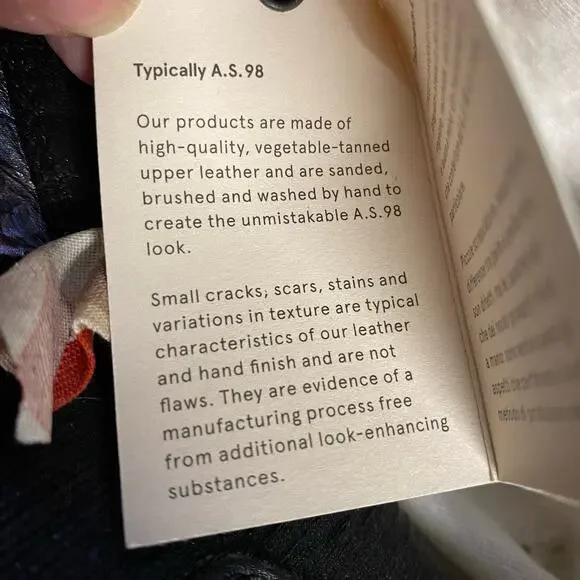 Typically A.S.98
Our products are made of
high-quality, vegetable-tanned
upper leather and are sanded,
brushed and washed by hand to
create the unmistakable A.S.98
look.
Small cracks, scars, stains and
variations in texture are typical
characteristics of our leather
and hand finish and are not
flaws. They are evidence of a
manufacturing process free
from additional look-enhancing
substances.